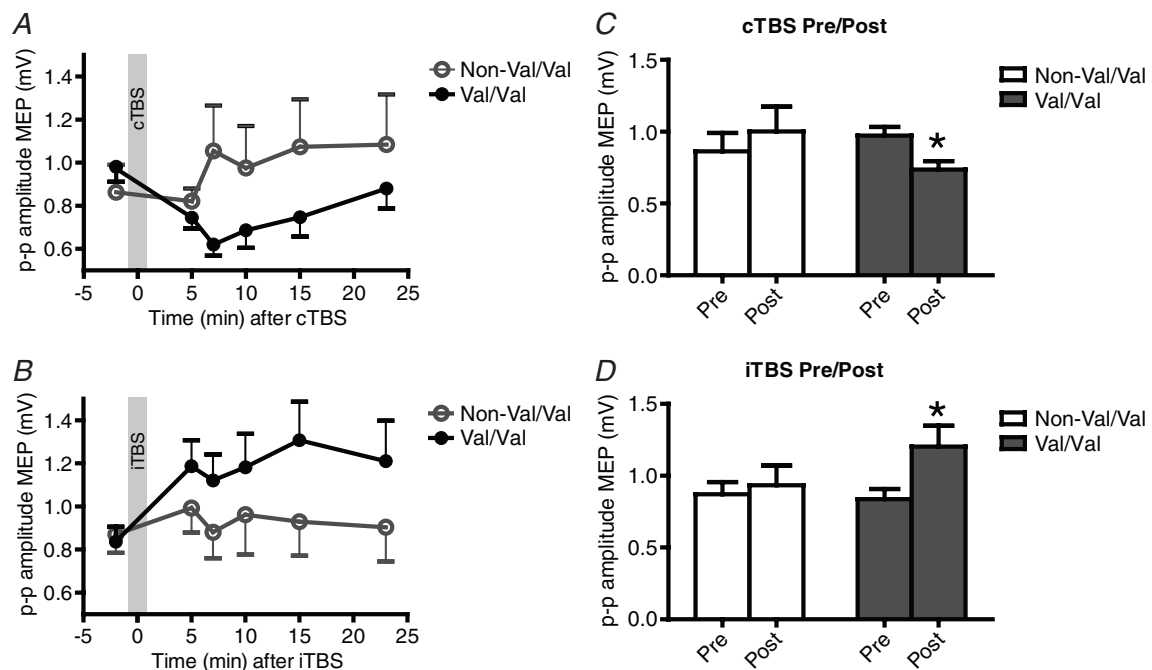 A
p-p amplitude MEP (mV)
1.4
1.2
1.0
0.8
0.6
cTBS
Non-Val/Val
Val/Val
-5 0 5 10 15 20 25
Time (min) after cTBS
C
cTBS Pre/Post
p-p amplitude MEP (mV)
1.5
1.0
0.5
0.0
*
Non-Val/Val
Val/Val
Pre Post Pre Post
B
p-p amplitude MEP (mV)
1.4
1.2
1.0
0.8
0.6
iTBS
Non-Val/Val
Val/Val
-5 0 5 10 15 20 25
Time (min) after iTBS
D
iTBS Pre/Post
p-p amplitude MEP (mV)
1.5
1.0
0.5
0.0
*
Non-Val/Val
Val/Val
Pre Post Pre Post